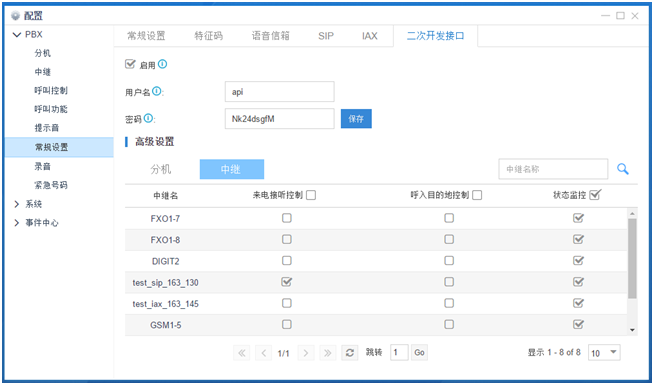 配置
PBX
分机
中继
呼叫控制
呼叫功能
提示音
常规设置
录音
紧急号码
系统
事件中心
常规设置 特征码 语音信箱 SIP IAX 二次开发接口
启用
用户名: api
密码: Nk24dsgfM 保存
高级设置
分机 中继 中继名称
中继名 来电接听控制 呼入目的地控制 状态监控
FXO1-7
FXO1-8
DIGIT2
test_sip_163_130
test_iax_163_145
GSM1-5
1/1 跳转 1 Go 显示 1 - 8 of 8 10